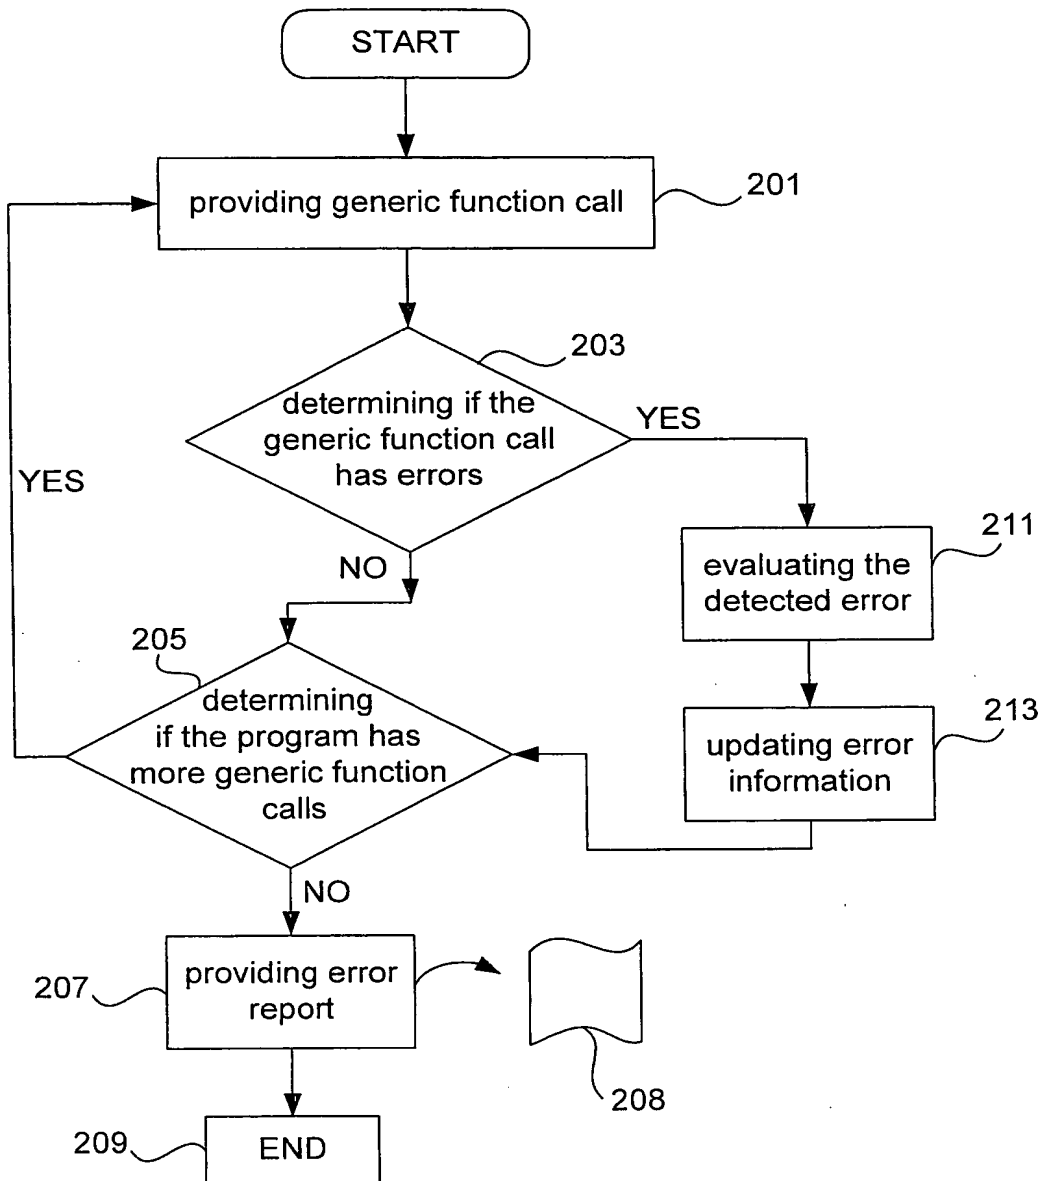 START
providing generic function call
201
203
determining if the
generic function call
has errors
YES
YES
NO
211
evaluating the
detected error
205
determining
if the program has
more generic function
calls
213
updating error
information
NO
207
providing error
report
208
209
END